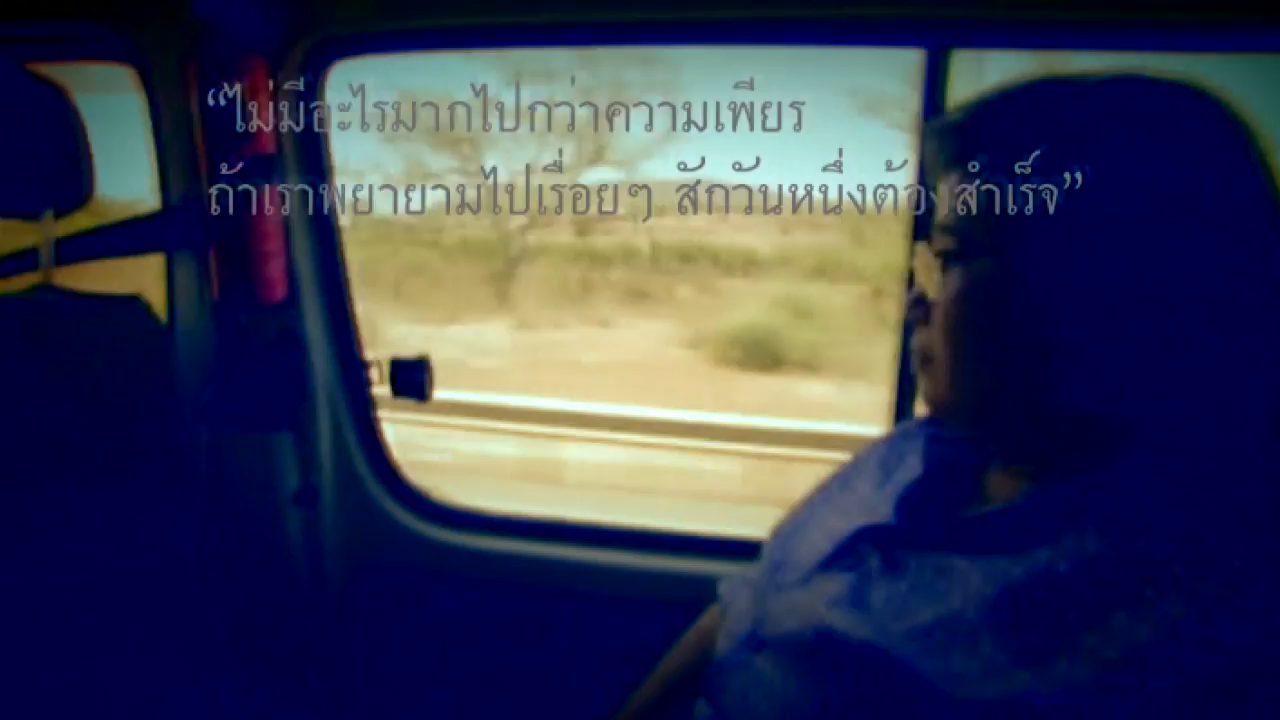 “ไม่มีอะไรมากไปกว่าความเพียร
ถ้าเราพยายามไปเรื่อยๆ สักวันหนึ่งต้องสำเร็จ”